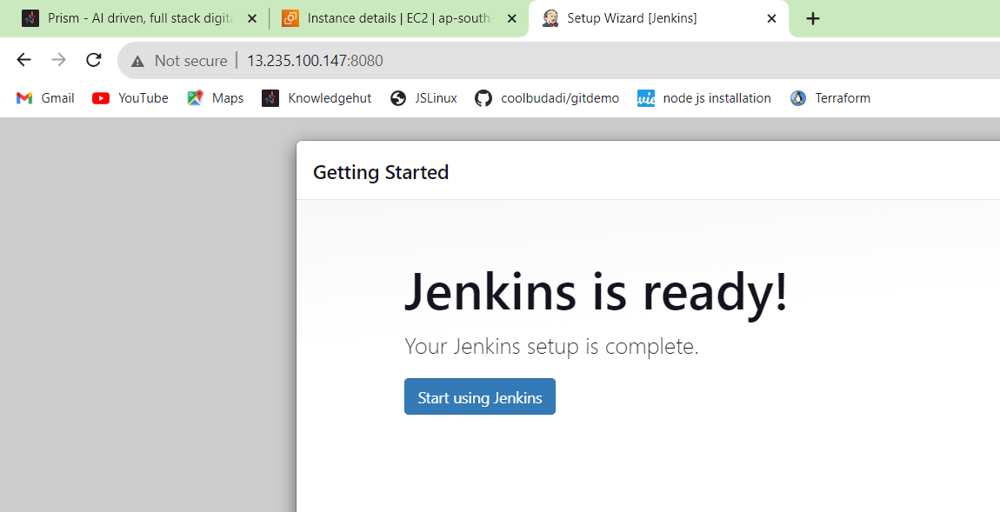 Prism - AI driven, full stack digita
Instance details | EC2 | ap-south-
Setup Wizard [Jenkins]
Not secure | 13.235.100.147:8080
Gmail
YouTube
Maps
Knowledgehut
JSLinux
coolbudadi/gitdemo
node js installation
Terraform
Getting Started
Jenkins is ready!
Your Jenkins setup is complete.
Start using Jenkins